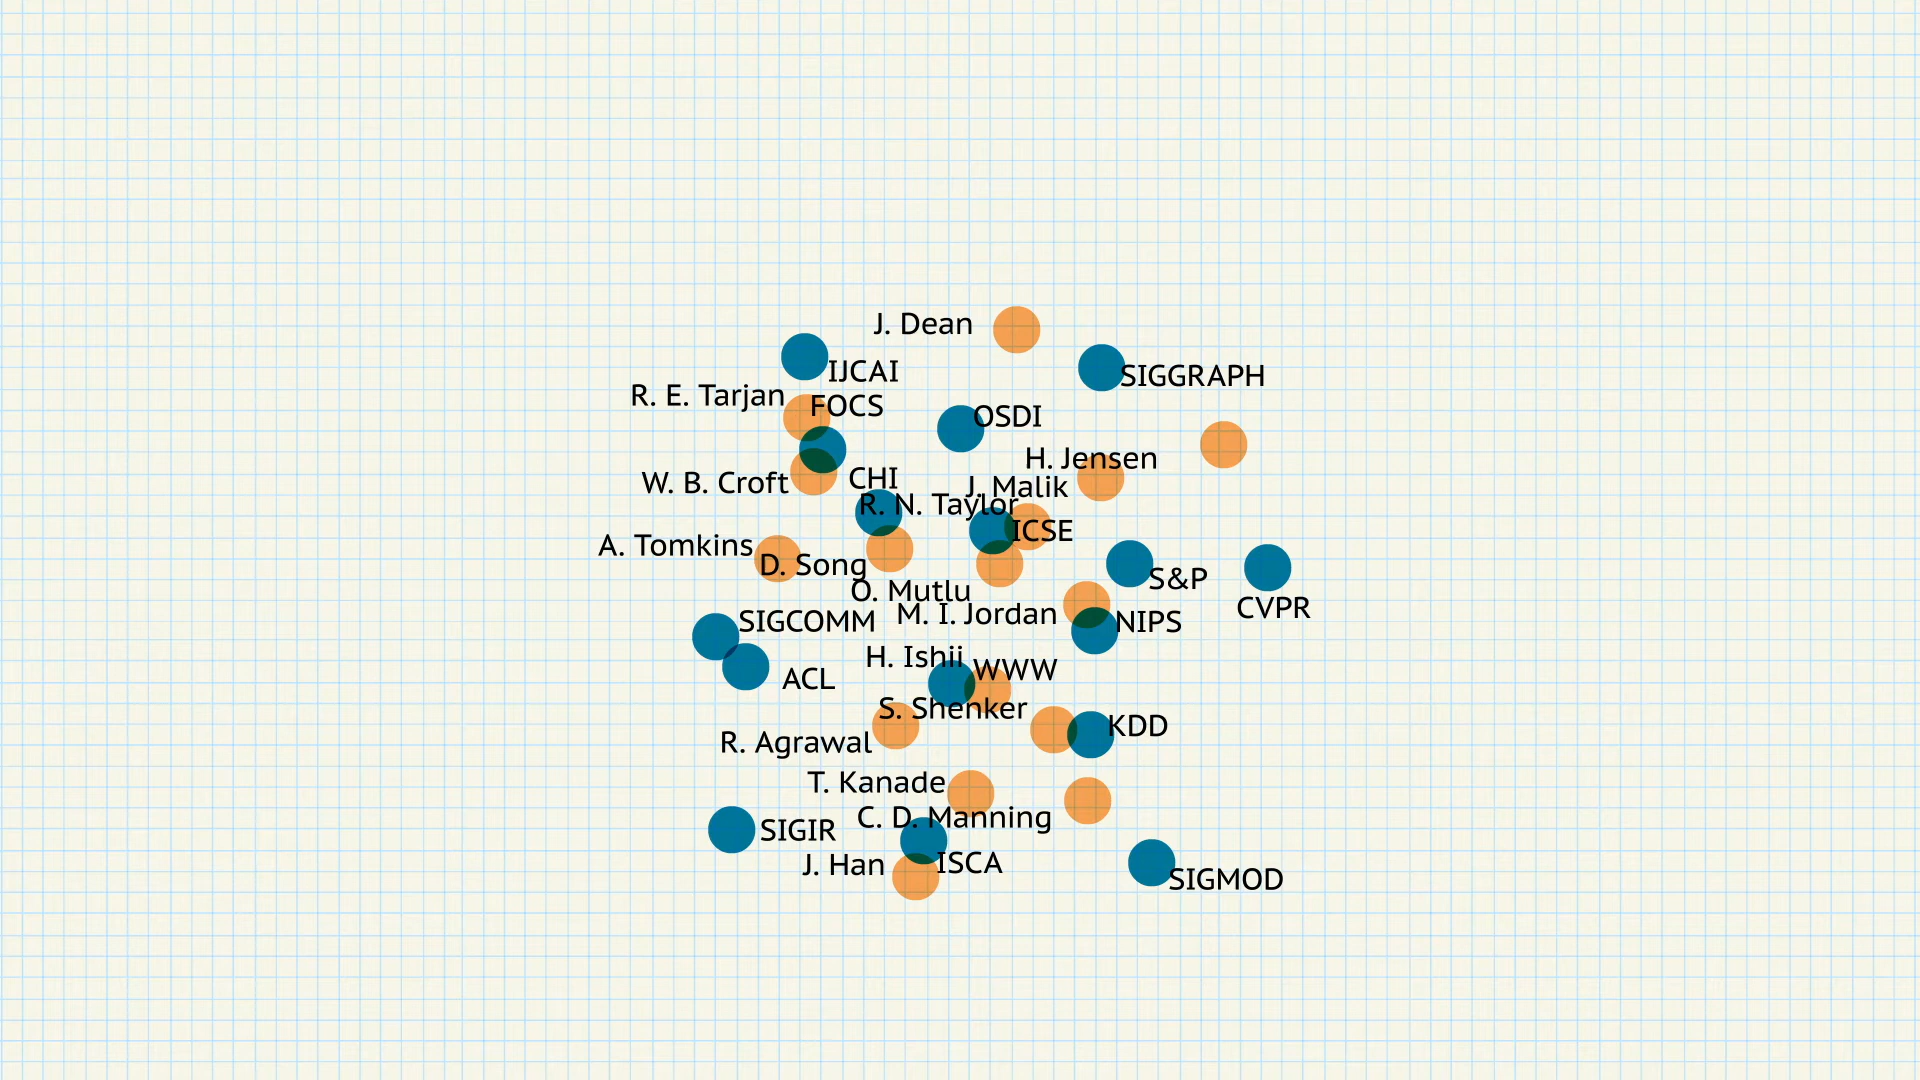 J. Dean
IJCAI
SIGGRAPH
R. E. Tarjan
FOCS
OSDI
H. Jensen
W. B. Croft
CHI
J. Malik
R. N. Taylor
ICSE
A. Tomkins
D. Song
S&P
O. Mutlu
CVPR
M. I. Jordan
SIGCOMM
NIPS
H. Ishii
WWW
ACL
S. Shenker
KDD
R. Agrawal
T. Kanade
C. D. Manning
SIGIR
J. Han
ISCA
SIGMOD